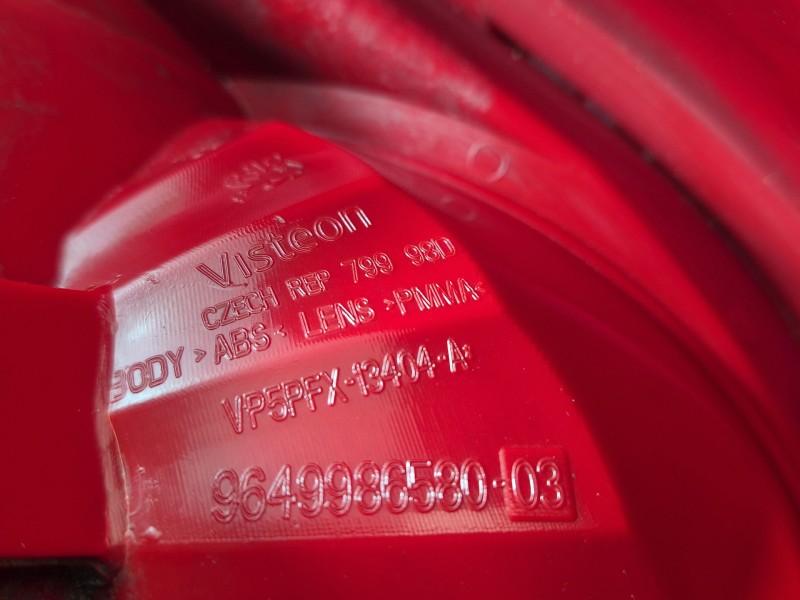 Visteon
CZECH REP 799 98D
BODY >ABS< LENS >PMMA<
VP5PFX-13404-A
9649986580-03